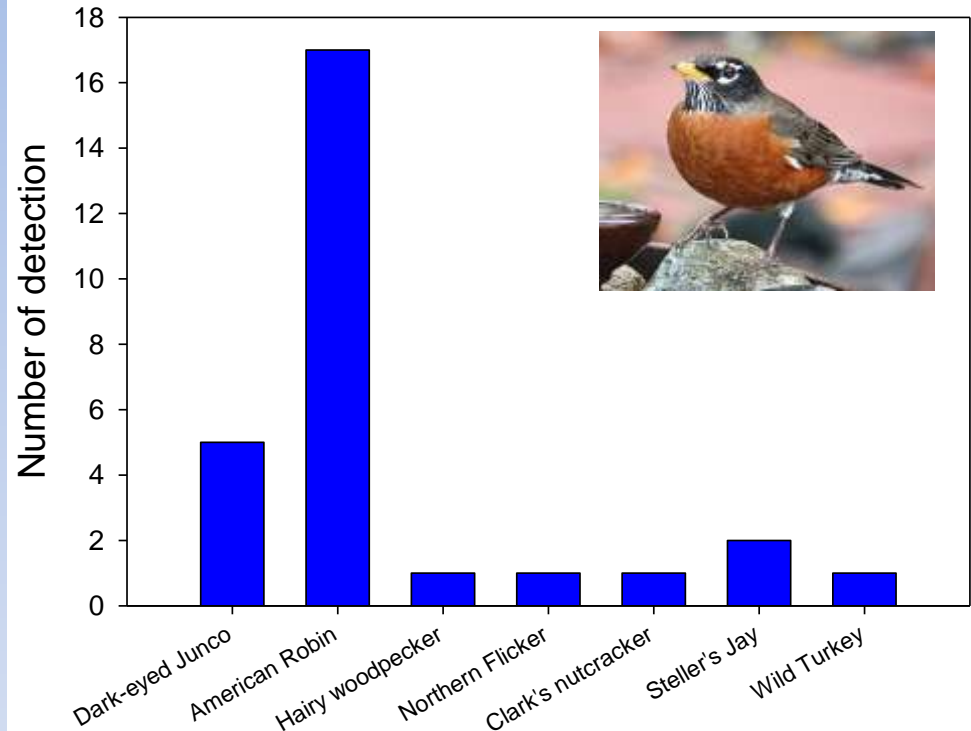 Number of detection
18
16
14
12
10
8
6
4
2
0
Dark-eyed Junco
American Robin
Hairy woodpecker
Northern Flicker
Clark's nutcracker
Steller's Jay
Wild Turkey